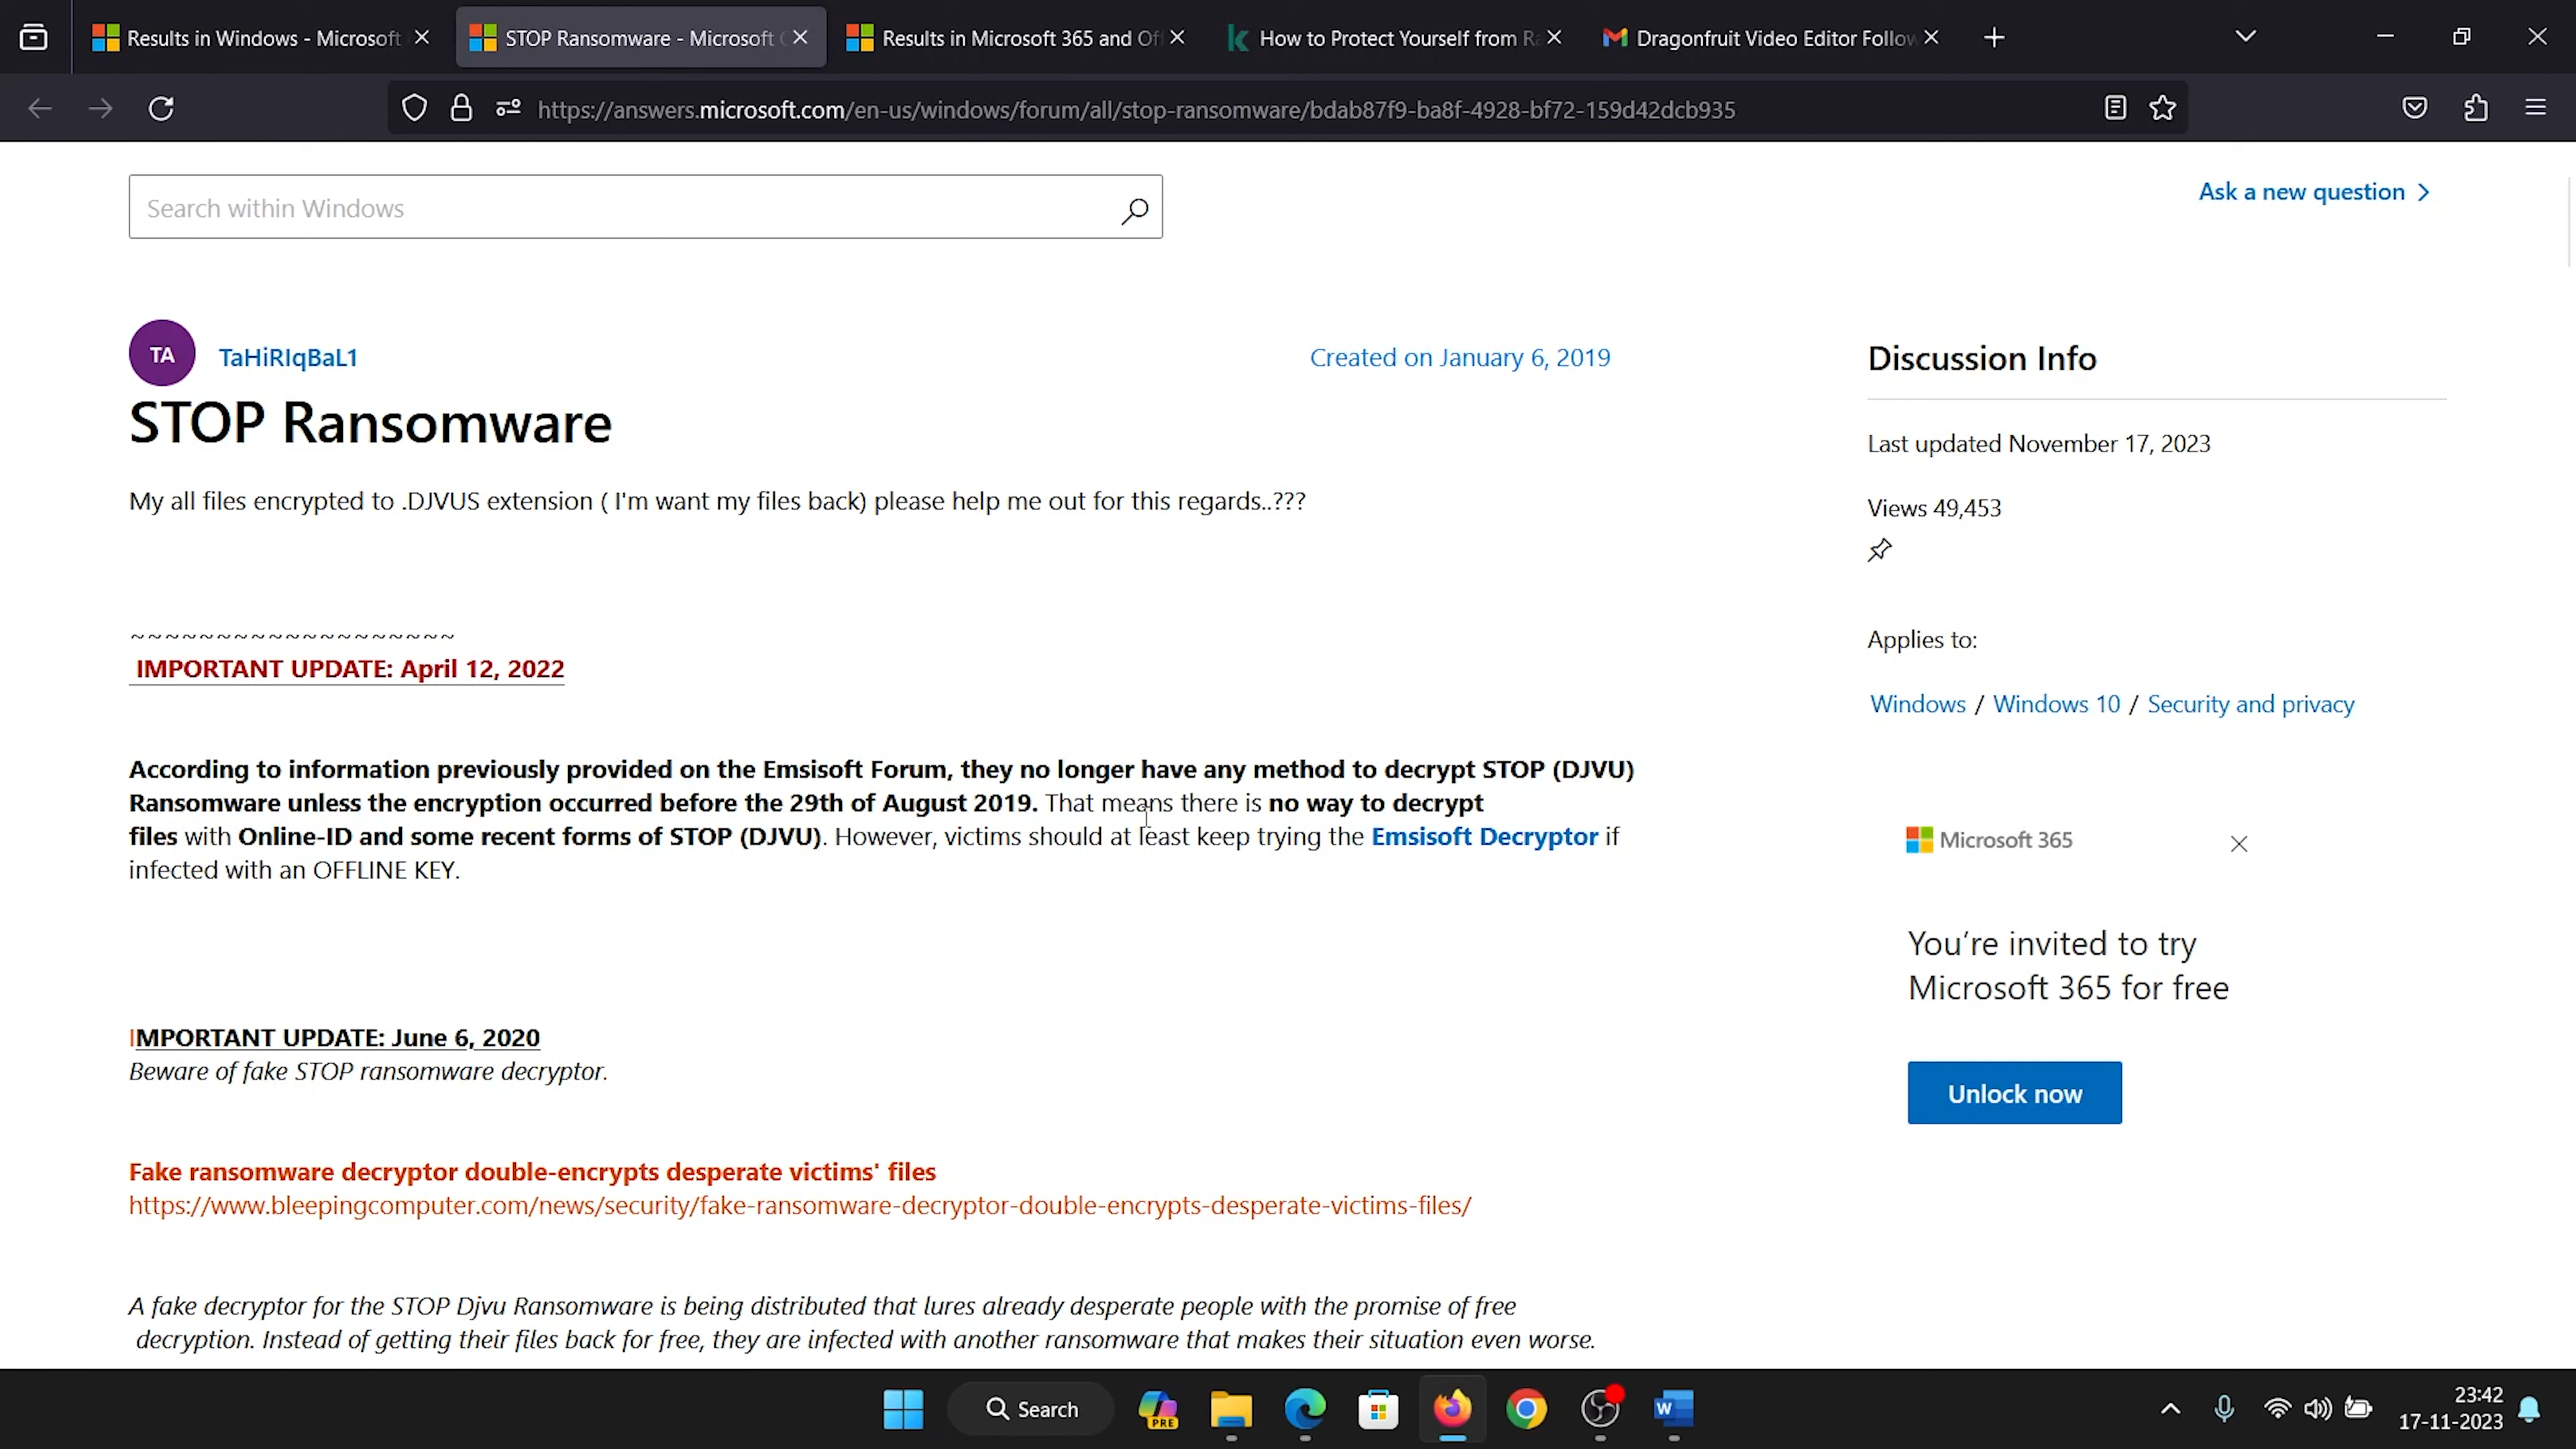 Results in Windows - Microsoft
STOP Ransomware - Microsoft C
Results in Microsoft 365 and Off
How to Protect Yourself from Ra
Dragonfruit Video Editor Follow
https://answers.microsoft.com/en-us/windows/forum/all/stop-ransomware/bdab87f9-ba8f-4928-bf72-159d42dcb935
Search within Windows
Ask a new question
TA
TaHiRIqBaL1
Created on January 6, 2019
STOP Ransomware
My all files encrypted to .DJVUS extension ( I'm want my files back) please help me out for this regards..???
~~~~~~~~~~~~~~~~~~~
IMPORTANT UPDATE: April 12, 2022
According to information previously provided on the Emsisoft Forum, they no longer have any method to decrypt STOP (DJVU)
Ransomware unless the encryption occurred before the 29th of August 2019. That means there is no way to decrypt
files with Online-ID and some recent forms of STOP (DJVU). However, victims should at least keep trying the Emsisoft Decryptor if
infected with an OFFLINE KEY.
IMPORTANT UPDATE: June 6, 2020
Beware of fake STOP ransomware decryptor.
Fake ransomware decryptor double-encrypts desperate victims' files
https://www.bleepingcomputer.com/news/security/fake-ransomware-decryptor-double-encrypts-desperate-victims-files/
A fake decryptor for the STOP Djvu Ransomware is being distributed that lures already desperate people with the promise of free
decryption. Instead of getting their files back for free, they are infected with another ransomware that makes their situation even worse.
Discussion Info
Last updated November 17, 2023
Views 49,453
Applies to:
Windows / Windows 10 / Security and privacy
Microsoft 365
You're invited to try
Microsoft 365 for free
Unlock now
Search
PRE
W
23:42
17-11-2023